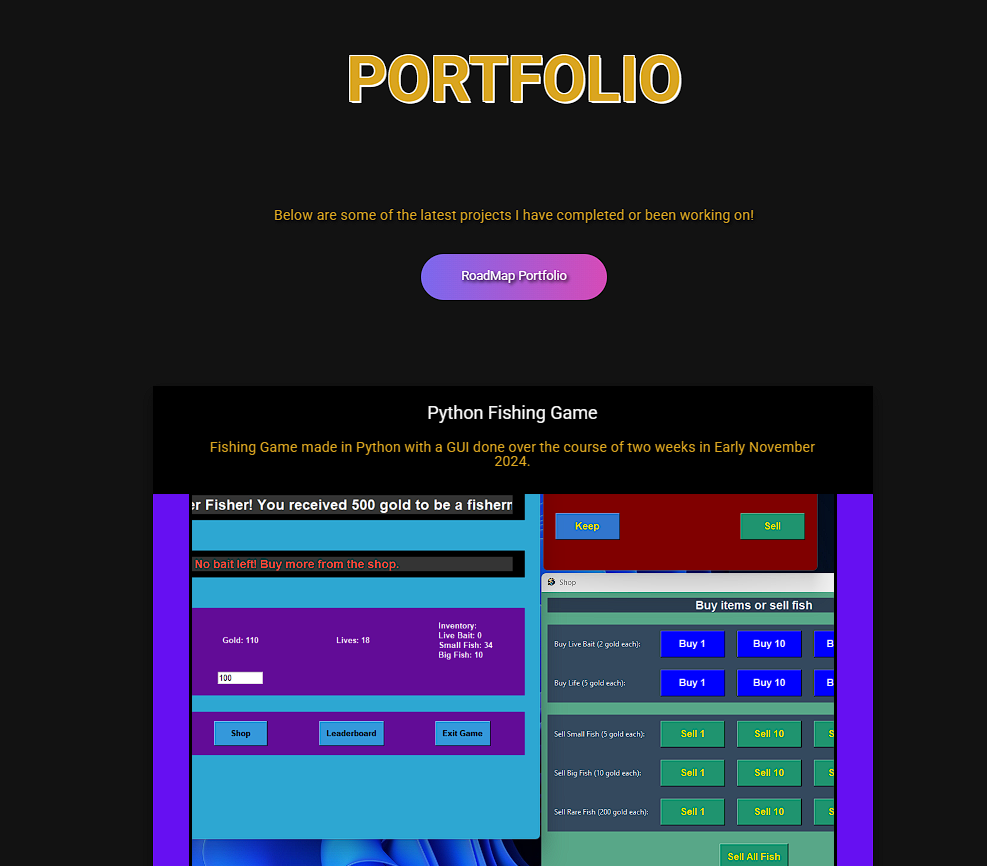 PORTFOLIO
Below are some of the latest projects I have completed or been working on!
RoadMap Portfolio
Python Fishing Game
Fishing Game made in Python with a GUI done over the course of two weeks in Early November
2024.
er Fisher! You received 500 gold to be a fisherm
No bait left! Buy more from the shop.
Gold: 110
Lives: 18
Inventory:
Live Bait: 0
Small Fish: 34
Big Fish: 10
100
Shop
Leaderboard
Exit Game
Keep
Sell
Shop
Buy items or sell fish
Buy Live Bait (2 gold each):
Buy 1
Buy 10
B
Buy Life (5 gold each):
Buy 1
Buy 10
B
Sell Small Fish (5 gold each):
Sell 1
Sell 10
S
Sell Big Fish (10 gold each):
Sell 1
Sell 10
S
Sell Rare Fish (200 gold each):
Sell 1
Sell 10
S
Sell All Fish